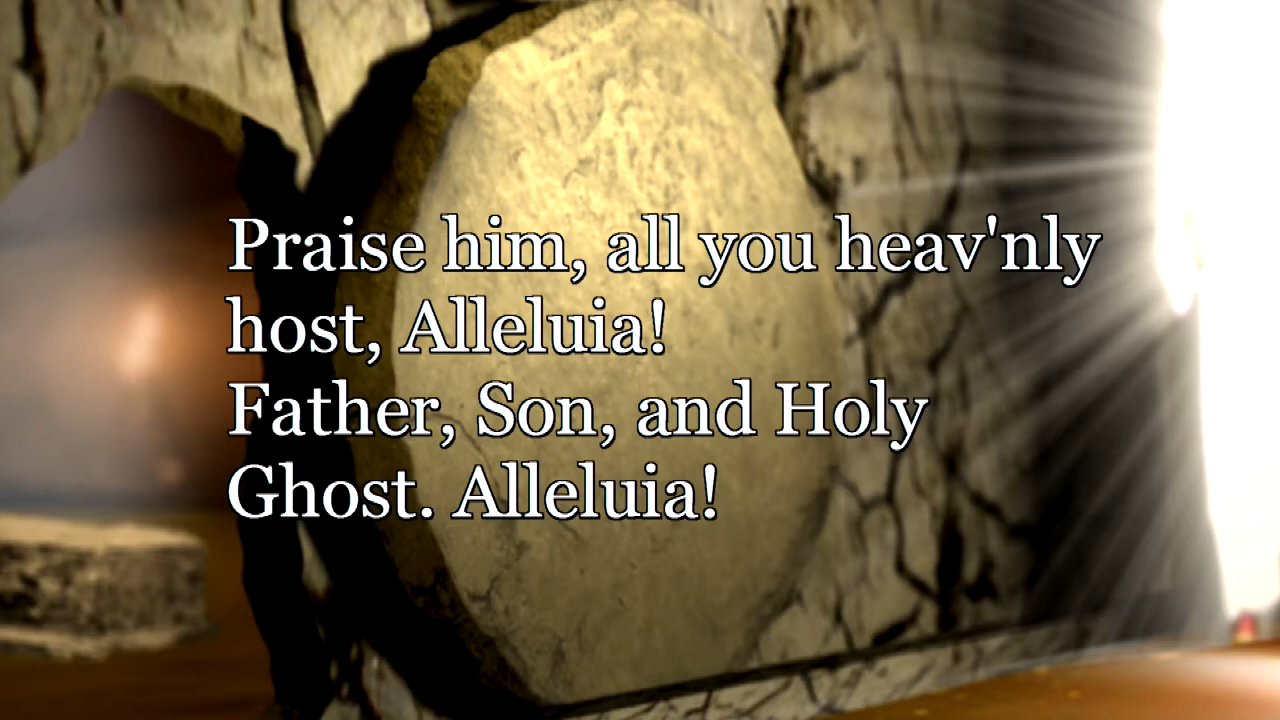 Praise him, all you heav'nly
host, Alleluia!
Father, Son, and Holy
Ghost. Alleluia!